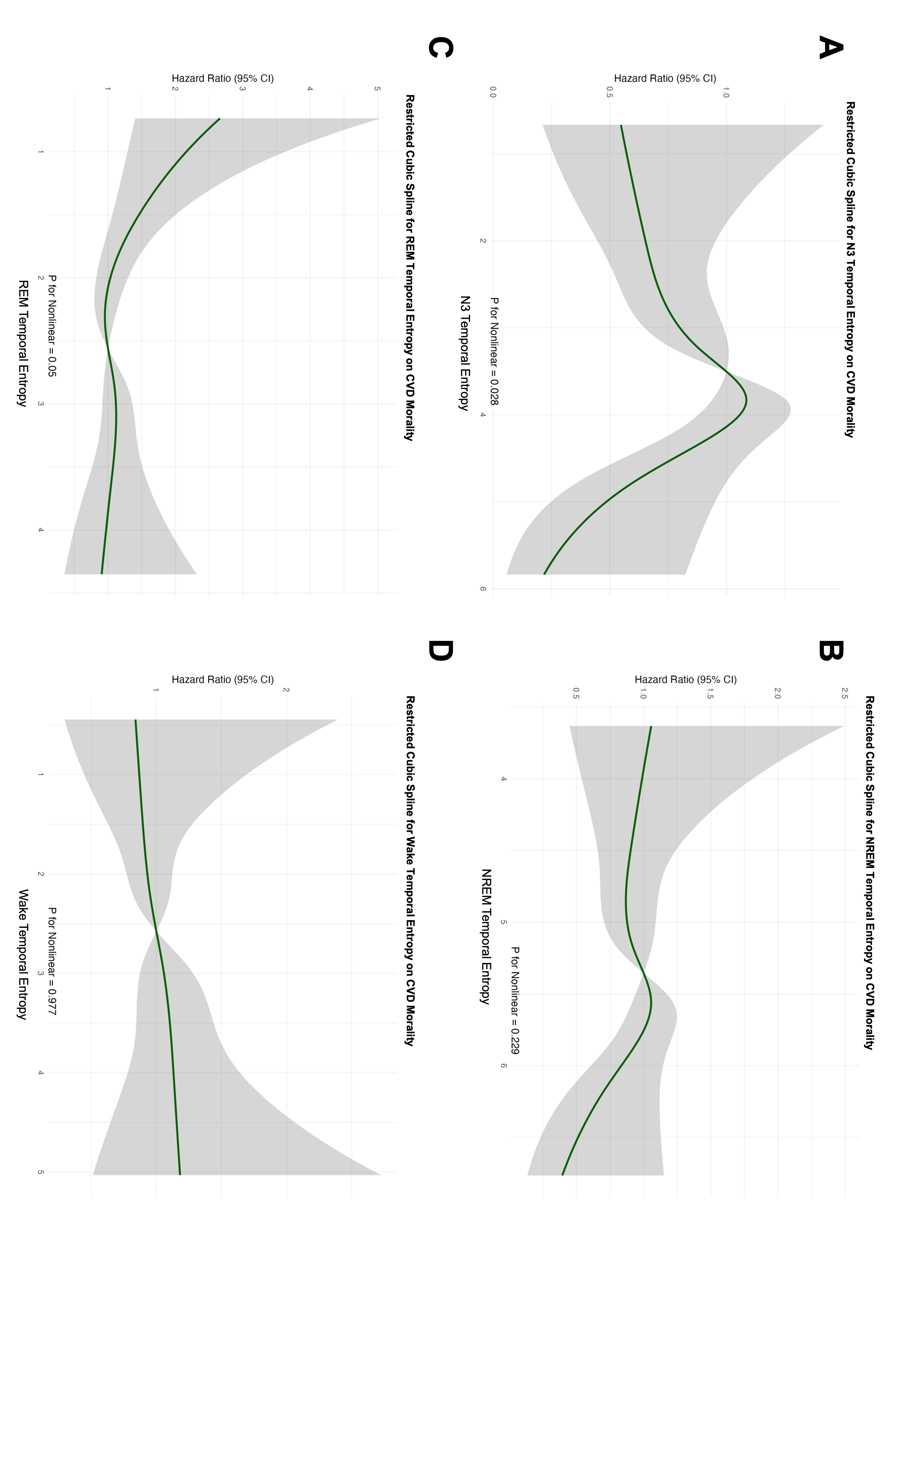 A
Restricted Cubic Spline for N3 Temporal Entropy on CVD Morality
Hazard Ratio (95% CI)
1.0
0.5
0.0
2
4
6
P for Nonlinear = 0.028
N3 Temporal Entropy
B
Restricted Cubic Spline for NREM Temporal Entropy on CVD Morality
Hazard Ratio (95% CI)
2.5
2.0
1.5
1.0
0.5
4
5
6
P for Nonlinear = 0.229
NREM Temporal Entropy
C
Restricted Cubic Spline for REM Temporal Entropy on CVD Morality
Hazard Ratio (95% CI)
5
4
3
2
1
1
2
3
4
P for Nonlinear = 0.05
REM Temporal Entropy
D
Restricted Cubic Spline for Wake Temporal Entropy on CVD Morality
Hazard Ratio (95% CI)
2
1
1
2
3
4
5
P for Nonlinear = 0.977
Wake Temporal Entropy